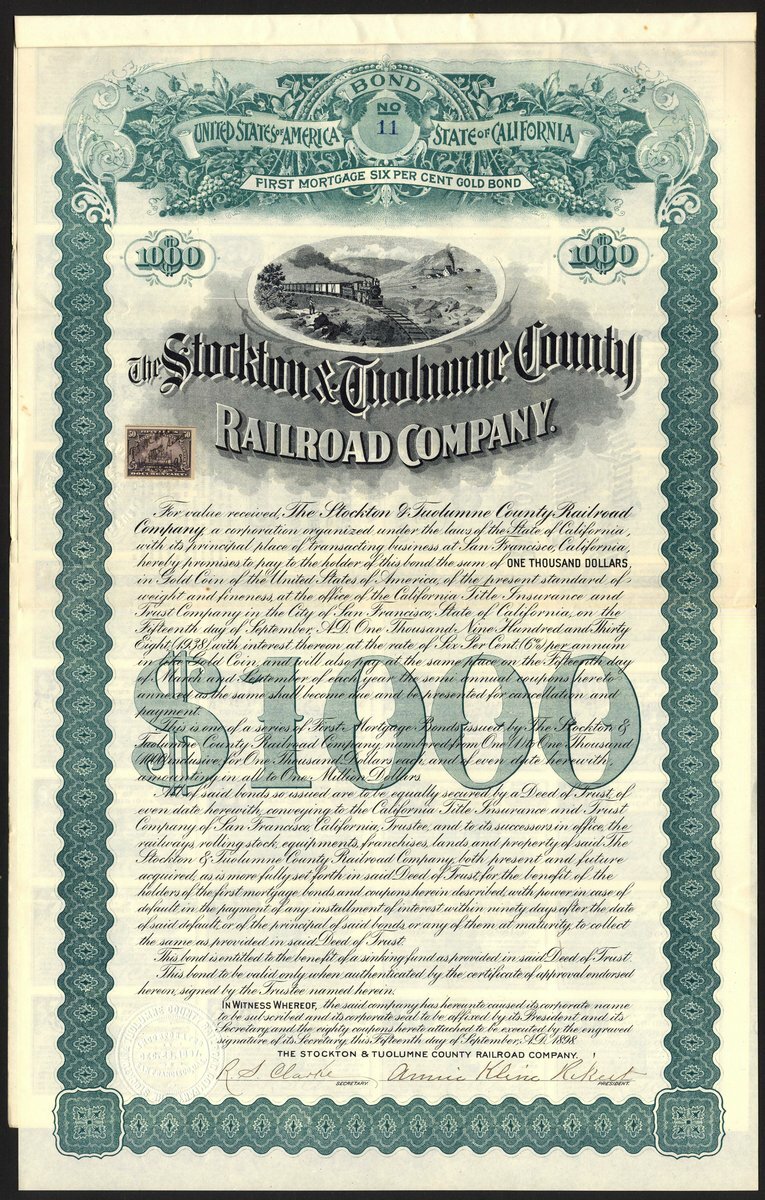 BOND
NO
11
UNITED STATES OF AMERICA STATE OF CALIFORNIA
FIRST MORTGAGE SIX PER CENT GOLD BOND
1000 1000
The Stockton & Tuolumne County
RAILROAD COMPANY.
50 50
DOCUMENTARY
For value received, The Stockton & Tuolumne County Railroad
Company, a corporation organized under the laws of the State of California,
with its principal place of transacting business at San Francisco, California,
hereby promises to pay to the holder of this bond the sum of ONE THOUSAND DOLLARS,
in Gold Coin of the United States of America, of the present standard of
weight and fineness, at the office of the California Title Insurance and
Trust Company in the City of San Francisco, State of California, on the
Fifteenth day of September, A.D. One Thousand Nine Hundred and Thirty
Eight, (1938) with interest thereon at the rate of Six Per Cent. (6%) per annum
in like Gold Coin, and will also pay at the same place on the Fifteenth day
of March and September of each year the semi annual coupons hereto
annexed as the same shall become due and be presented for cancellation and
payment.
This is one of a series of First Mortgage Bonds issued by The Stockton &
Tuolumne County Railroad Company, numbered from One (1) to One Thousand
(1000) inclusive, for One Thousand Dollars each, and of even date herewith
amounting in all to One Million Dollars.
$1000
All of said bonds so issued are to be equally secured by a Deed of Trust, of
even date herewith, conveying to the California Title Insurance and Trust
Company of San Francisco, California, Trustee, and to its successors in office, the
railways, rolling stock, equipments, franchises, lands and property of said The
Stockton & Tuolumne County Railroad Company, both present and future
acquired, as is more fully set forth in said Deed of Trust, for the benefit of the
holders of the first mortgage bonds and coupons herein described, with power in case of
default in the payment of any installment of interest within ninety days after the date
of said default, or of the principal of said bonds, or any of them at maturity, to collect
the same as provided in said Deed of Trust.
This bond is entitled to the benefit of a sinking fund as provided in said Deed of Trust.
This bond to be valid only when authenticated by the certificate of approval endorsed
hereon, signed by the Trustee named herein.
IN WITNESS WHEREOF, the said company has hereunto caused its corporate name
to be subscribed and its corporate seal to be affixed by its President and its
Secretary and the eighty coupons hereto attached to be executed by the engraved
signature of its Secretary, this Fifteenth day of September, A.D. 1898.
THE STOCKTON & TUOLUMNE COUNTY RAILROAD COMPANY.
R S Clarke Annie Kline Rikert
SECRETARY PRESIDENT.